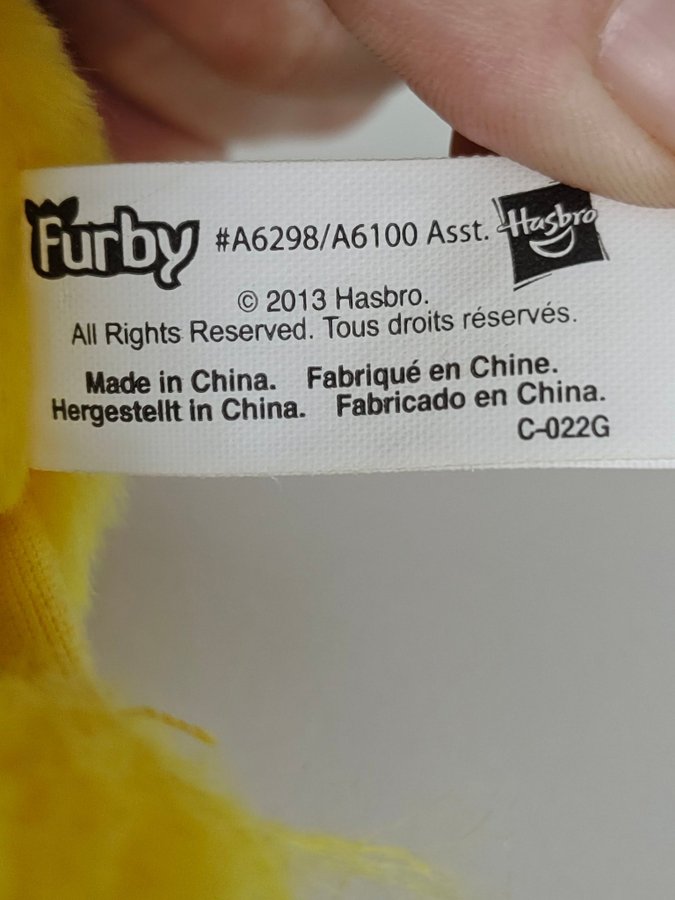 Furby #A6298/A6100 Asst. Hasbro
© 2013 Hasbro.
All Rights Reserved. Tous droits réservés.
Made in China. Fabriqué en Chine.
Hergestellt in China. Fabricado en China.
C-022G